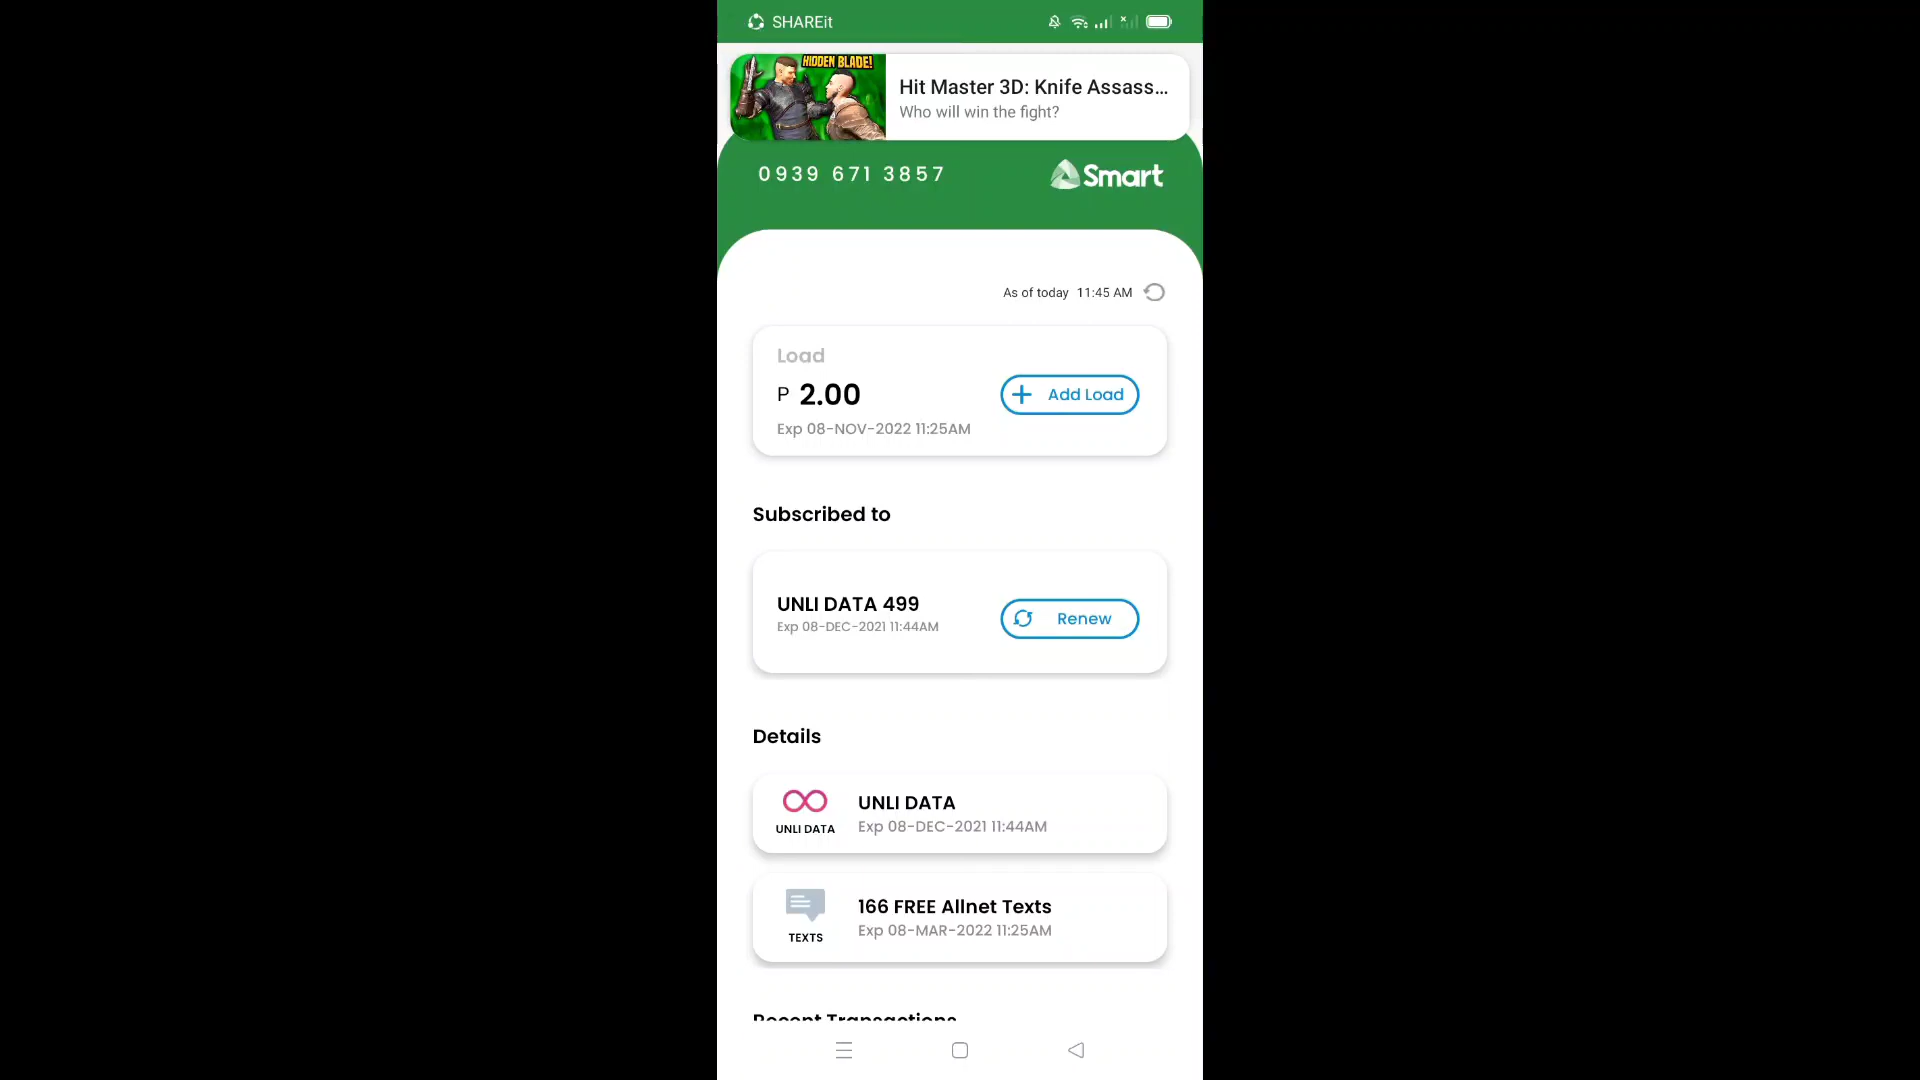 SHAREit
HIDDEN BLADE!
Hit Master 3D: Knife Assass...
Who will win the fight?
0939 671 3857
Smart
As of today 11:45 AM
Load
P 2.00
Add Load
Exp 08-NOV-2022 11:25AM
Subscribed to
UNLI DATA 499
Exp 08-DEC-2021 11:44AM
Renew
Details
UNLI DATA
UNLI DATA
Exp 08-DEC-2021 11:44AM
166 FREE Allnet Texts
TEXTS
Exp 08-MAR-2022 11:25AM
Recent Transactions